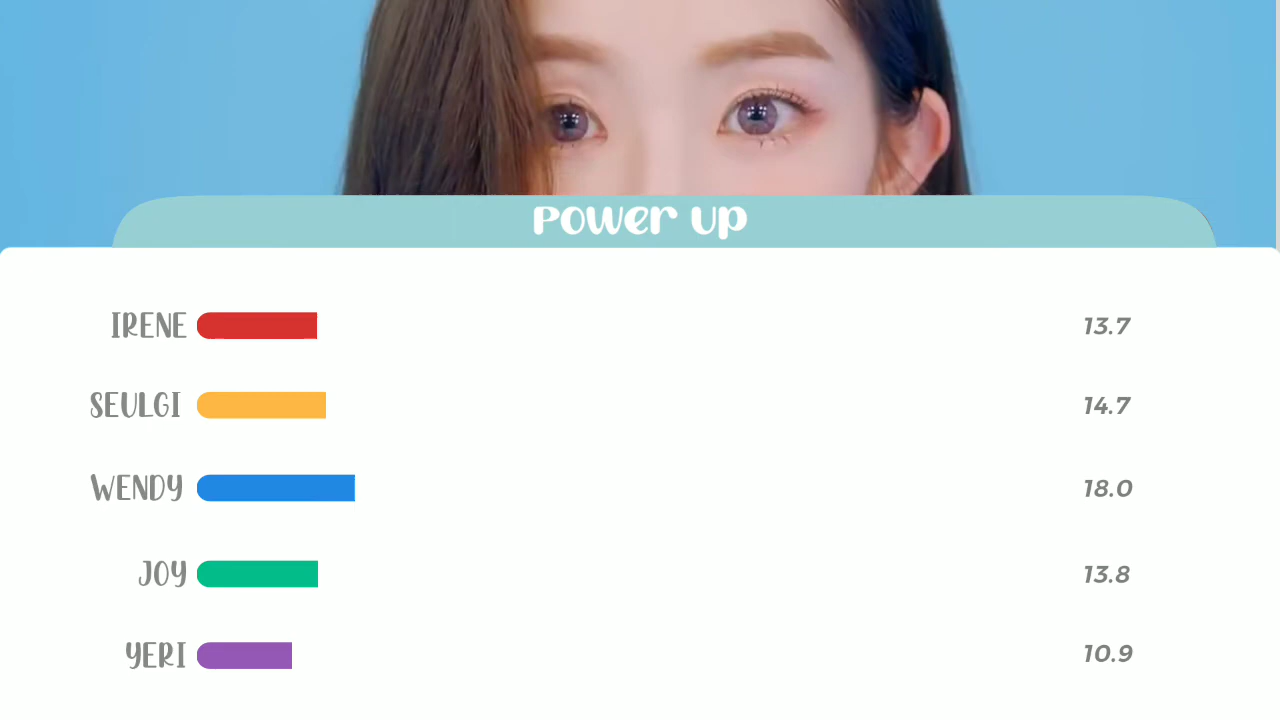 Power Up
IRENE 13.7
SEULGI 14.7
WENDY 18.0
JOY 13.8
YERI 10.9